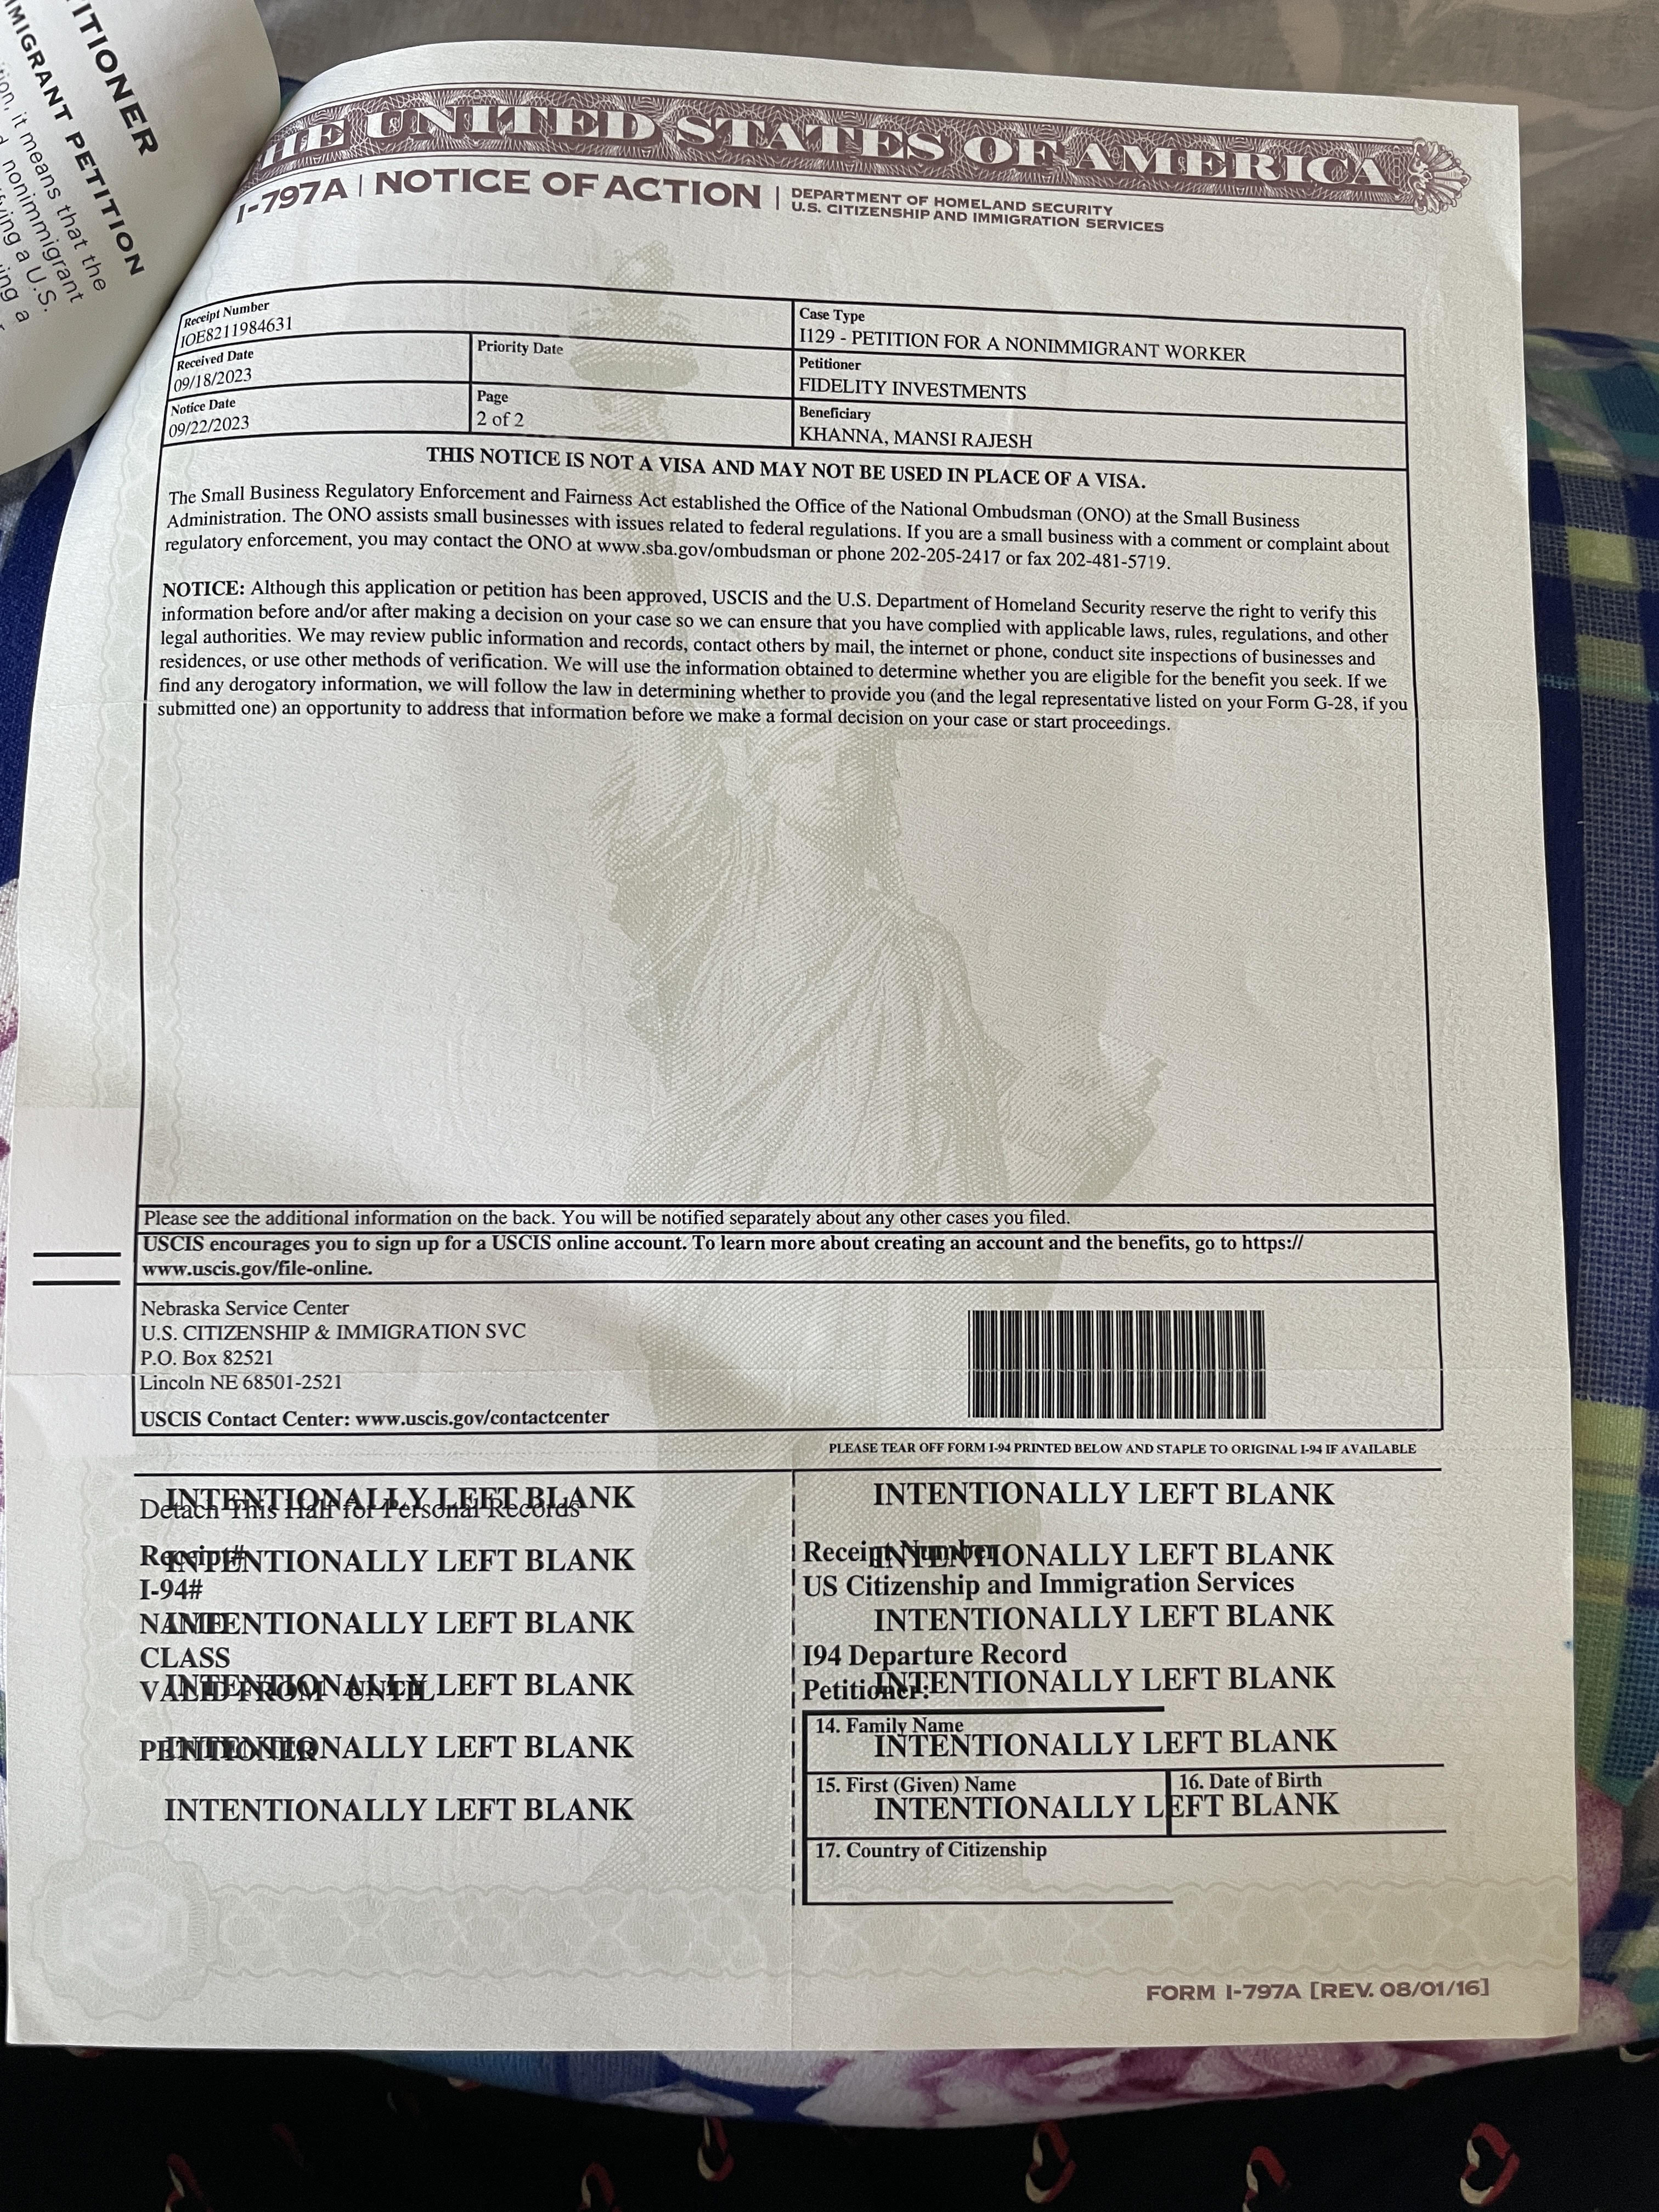 ITIONER
MIGRANT PETITION
tion, it means that the
nonimmigrant
ying a U.S.
ing a
HE UNITED STATES OF AMERICA
I-797A | NOTICE OF ACTION | DEPARTMENT OF HOMELAND SECURITY
U.S. CITIZENSHIP AND IMMIGRATION SERVICES
Receipt Number
IOE8211984631
Case Type
I129 - PETITION FOR A NONIMMIGRANT WORKER
Received Date
09/18/2023
Priority Date
Petitioner
FIDELITY INVESTMENTS
Notice Date
09/22/2023
Page
2 of 2
Beneficiary
KHANNA, MANSI RAJESH
THIS NOTICE IS NOT A VISA AND MAY NOT BE USED IN PLACE OF A VISA.
The Small Business Regulatory Enforcement and Fairness Act established the Office of the National Ombudsman (ONO) at the Small Business
Administration. The ONO assists small businesses with issues related to federal regulations. If you are a small business with a comment or complaint about
regulatory enforcement, you may contact the ONO at www.sba.gov/ombudsman or phone 202-205-2417 or fax 202-481-5719.
NOTICE: Although this application or petition has been approved, USCIS and the U.S. Department of Homeland Security reserve the right to verify this
information before and/or after making a decision on your case so we can ensure that you have complied with applicable laws, rules, regulations, and other
legal authorities. We may review public information and records, contact others by mail, the internet or phone, conduct site inspections of businesses and
residences, or use other methods of verification. We will use the information obtained to determine whether you are eligible for the benefit you seek. If we
find any derogatory information, we will follow the law in determining whether to provide you (and the legal representative listed on your Form G-28, if you
submitted one) an opportunity to address that information before we make a formal decision on your case or start proceedings.
Please see the additional information on the back. You will be notified separately about any other cases you filed.
USCIS encourages you to sign up for a USCIS online account. To learn more about creating an account and the benefits, go to https://
www.uscis.gov/file-online.
Nebraska Service Center
U.S. CITIZENSHIP & IMMIGRATION SVC
P.O. Box 82521
Lincoln NE 68501-2521
USCIS Contact Center: www.uscis.gov/contactcenter
PLEASE TEAR OFF FORM I-94 PRINTED BELOW AND STAPLE TO ORIGINAL I-94 IF AVAILABLE
INTENTIONALLY LEFT BLANK
Detach This Half for Personal Records
Receipt#
INTENTIONALLY LEFT BLANK
I-94#
NAME
INTENTIONALLY LEFT BLANK
CLASS
VALID FROM UNTIL
INTENTIONALLY LEFT BLANK
PETITIONER
INTENTIONALLY LEFT BLANK
INTENTIONALLY LEFT BLANK
INTENTIONALLY LEFT BLANK
Receipt Number
INTENTIONALLY LEFT BLANK
US Citizenship and Immigration Services
INTENTIONALLY LEFT BLANK
I94 Departure Record
Petitioner:
INTENTIONALLY LEFT BLANK
14. Family Name
INTENTIONALLY LEFT BLANK
15. First (Given) Name
16. Date of Birth
INTENTIONALLY LEFT BLANK
17. Country of Citizenship
FORM I-797A [REV. 08/01/16]